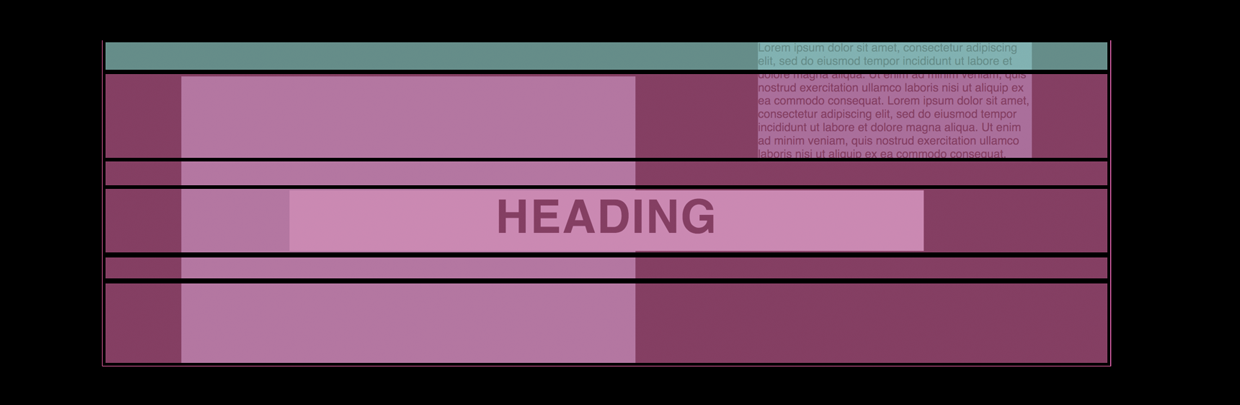 Lorem ipsum dolor sit amet, consectetur adipiscing
elit, sed do eiusmod tempor incididunt ut labore et
dolore magna aliqua. Ut enim ad minim veniam, quis
nostrud exercitation ullamco laboris nisi ut aliquip ex
ea commodo consequat. Lorem ipsum dolor sit amet,
consectetur adipiscing elit, sed do eiusmod tempor
incididunt ut labore et dolore magna aliqua. Ut enim
ad minim veniam, quis nostrud exercitation ullamco
laboris nisi ut aliquip ex ea commodo consequat.
HEADING